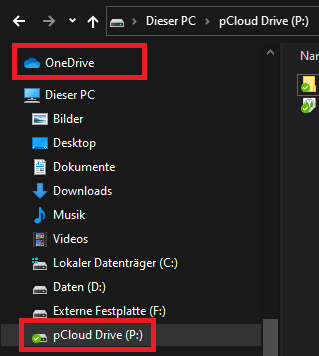 Dieser PC > pCloud Drive (P:) >
Nan
OneDrive
Dieser PC
Bilder
Desktop
Dokumente
Downloads
Musik
Videos
Lokaler Datenträger (C:)
Daten (D:)
Externe Festplatte (F:)
pCloud Drive (P:)